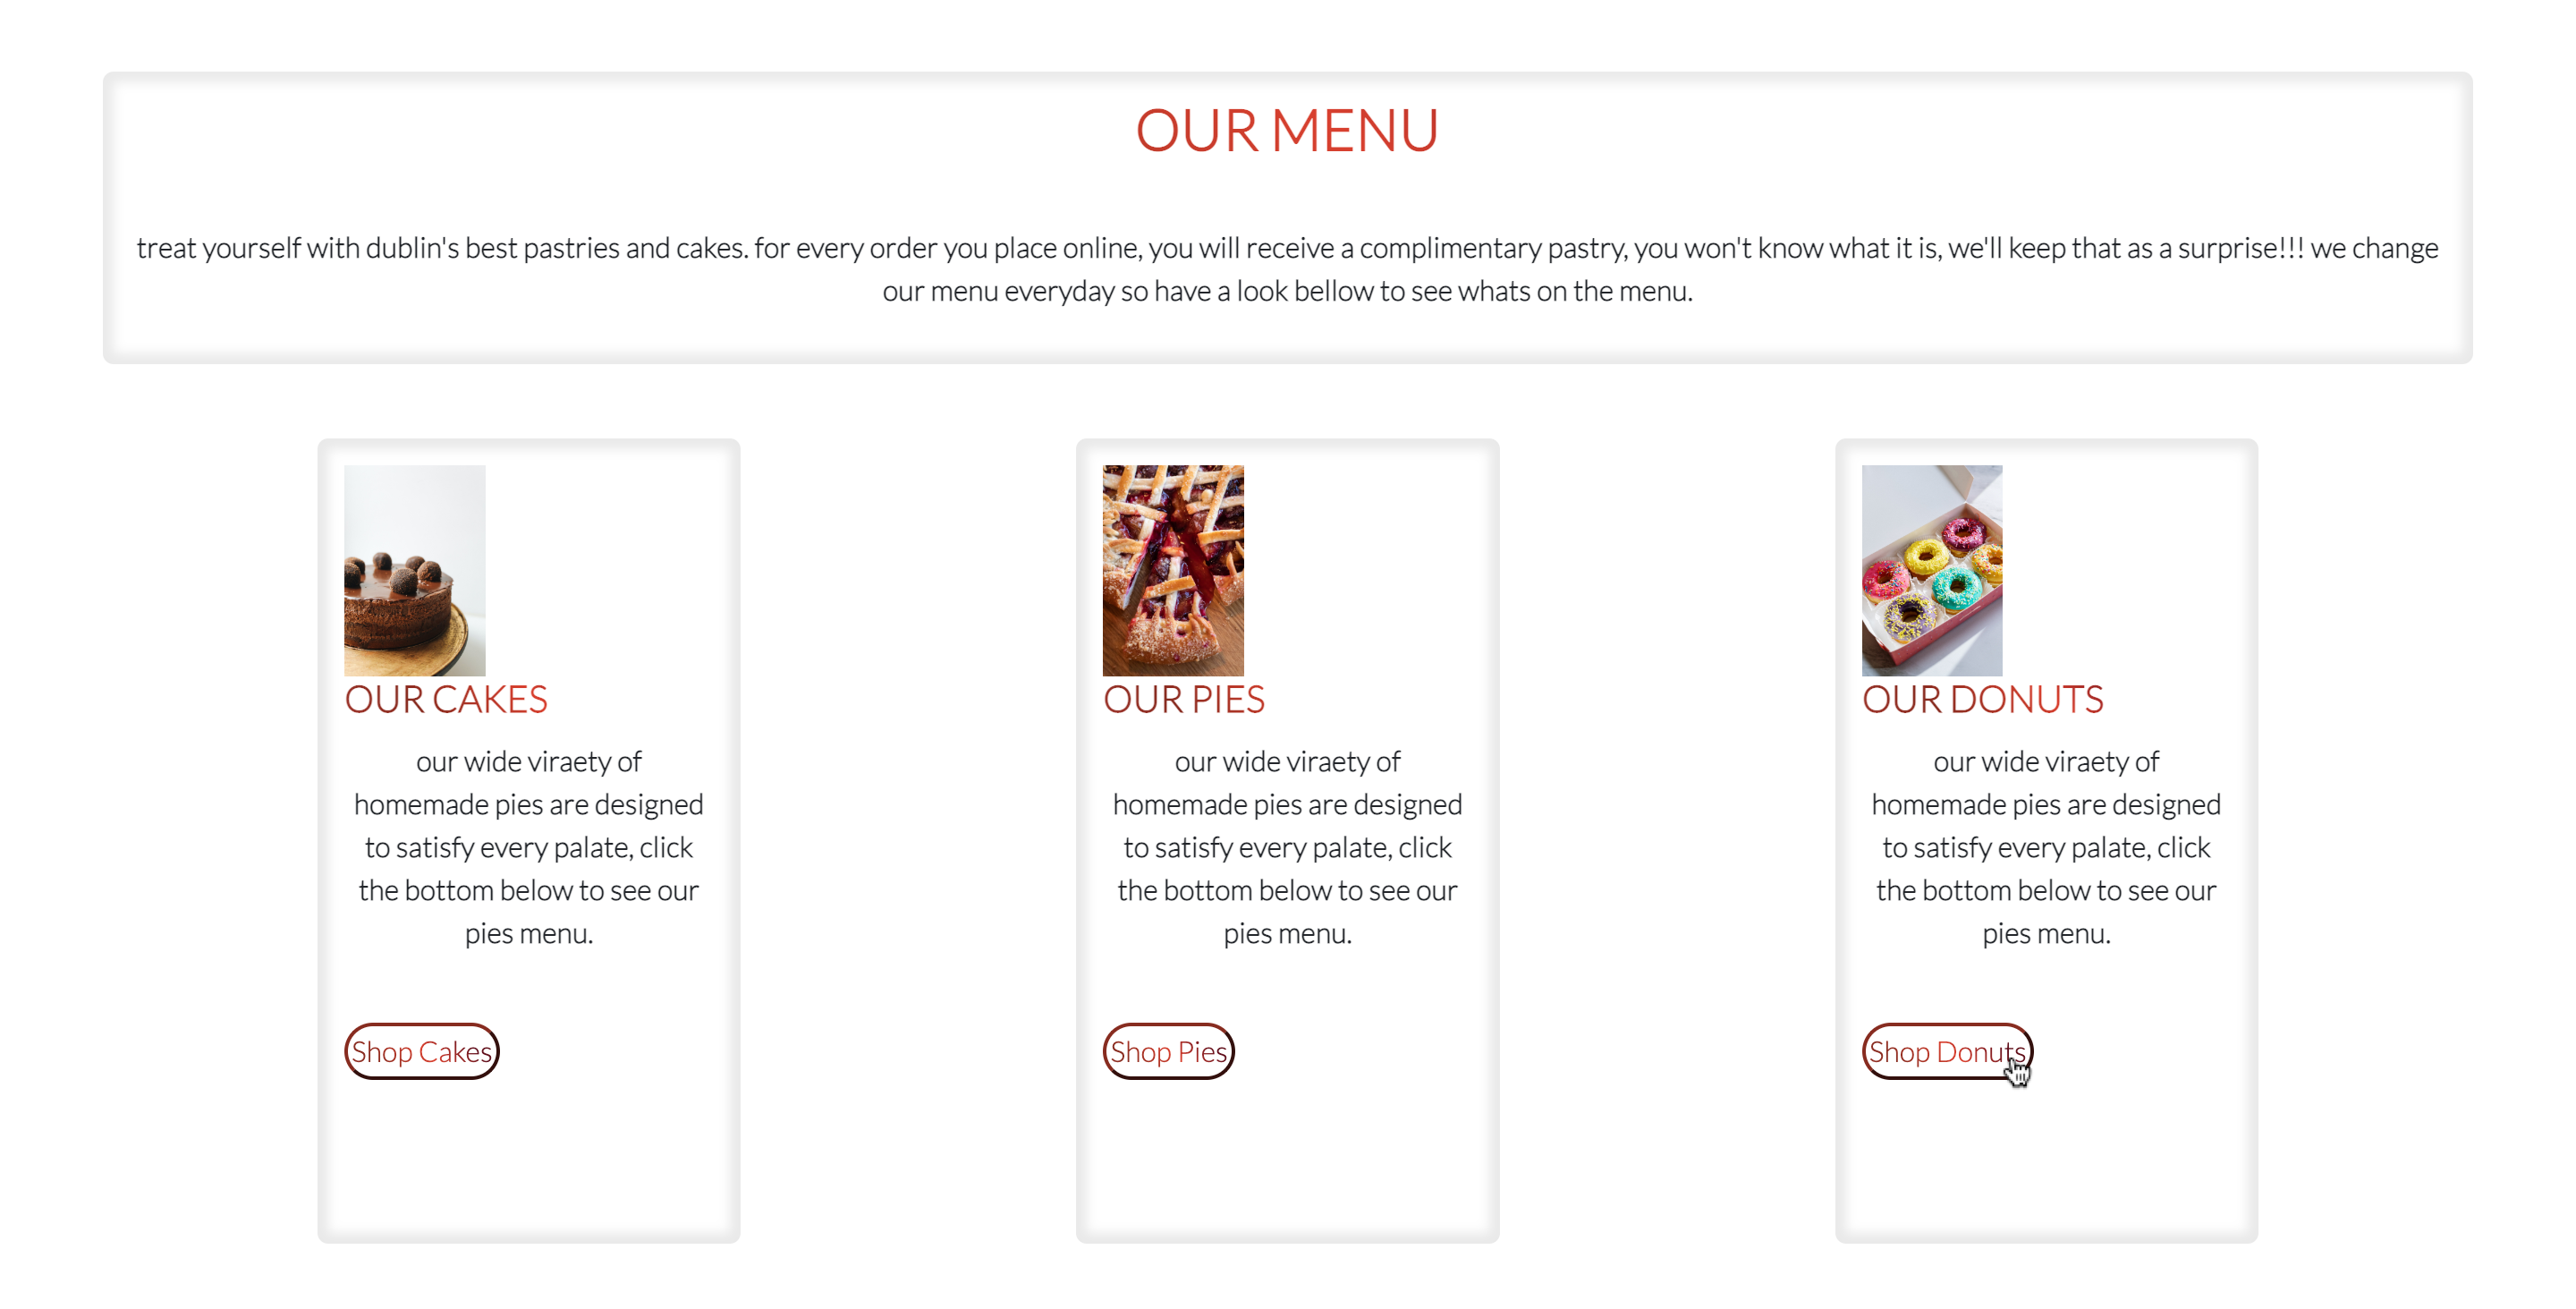 OUR MENU
treat yourself with dublin's best pastries and cakes. for every order you place online, you will receive a complimentary pastry, you won't know what it is, we'll keep that as a surprise!!! we change
our menu everyday so have a look bellow to see whats on the menu.
OUR CAKES
our wide viraety of
homemade pies are designed
to satisfy every palate, click
the bottom below to see our
pies menu.
Shop Cakes
OUR PIES
our wide viraety of
homemade pies are designed
to satisfy every palate, click
the bottom below to see our
pies menu.
Shop Pies
OUR DONUTS
our wide viraety of
homemade pies are designed
to satisfy every palate, click
the bottom below to see our
pies menu.
Shop Donuts